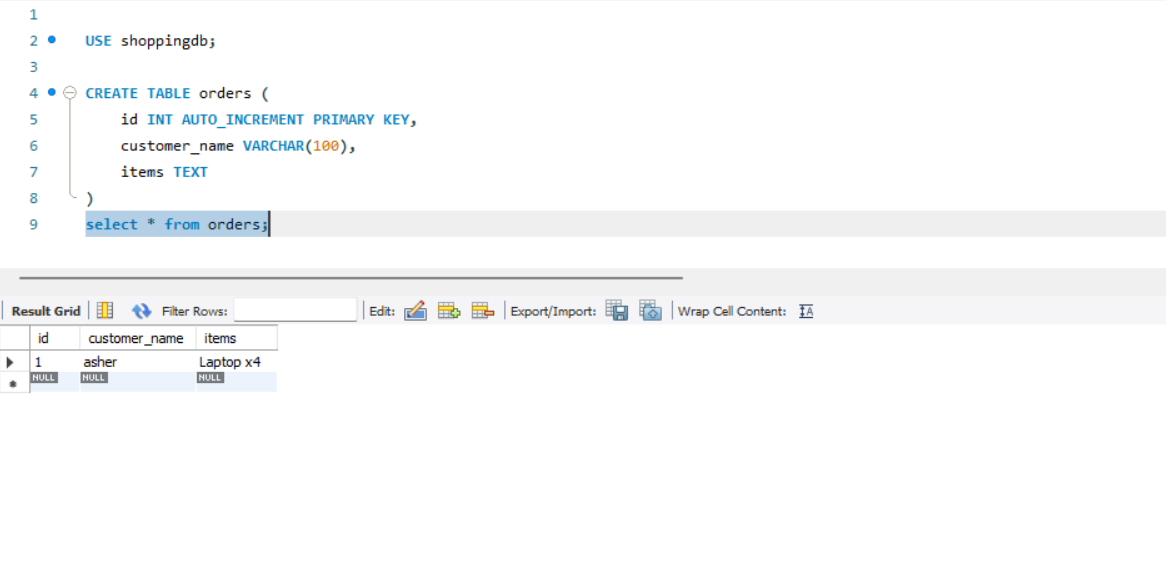 1
2 USE shoppingdb;
3
4 CREATE TABLE orders (
5 id INT AUTO_INCREMENT PRIMARY KEY,
6 customer_name VARCHAR(100),
7 items TEXT
8 )
9 select * from orders;
Result Grid Filter Rows: Edit: Export/Import: Wrap Cell Content: IA
id customer_name items
1 asher Laptop x4
NULL NULL NULL